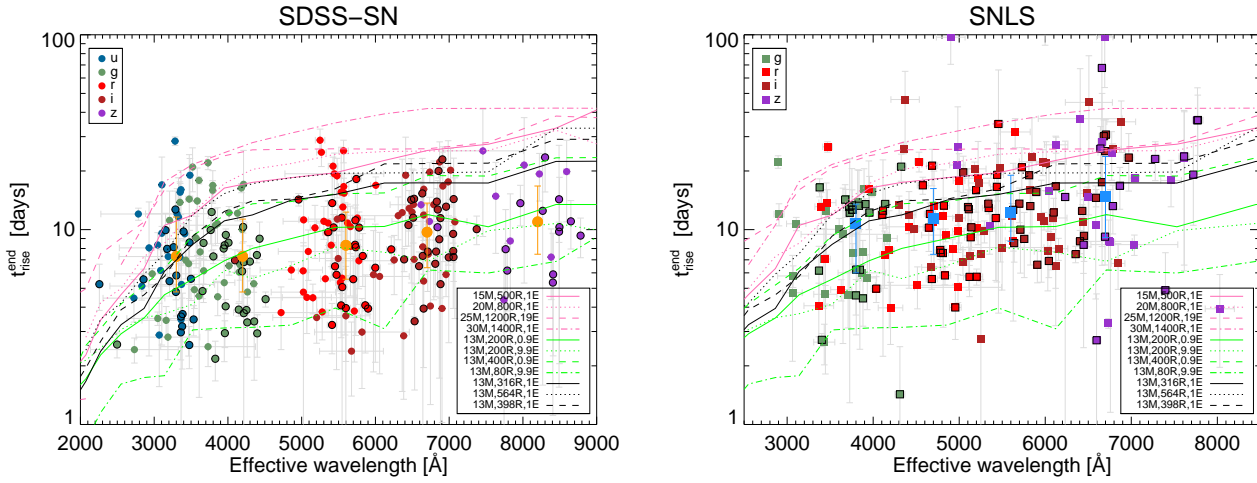 SDSS−SN
100
10
1
t_rise^end [days]
u
g
r
i
z
15M,500R,1E
20M,800R,1E
25M,1200R,19E
30M,1400R,1E
13M,200R,0.9E
13M,200R,9.9E
13M,400R,0.9E
13M,80R,9.9E
13M,316R,1E
13M,564R,1E
13M,398R,1E
2000 3000 4000 5000 6000 7000 8000 9000
Effective wavelength [Å]
SNLS
100
10
1
t_rise^end [days]
g
r
i
z
15M,500R,1E
20M,800R,1E
25M,1200R,19E
30M,1400R,1E
13M,200R,0.9E
13M,200R,9.9E
13M,400R,0.9E
13M,80R,9.9E
13M,316R,1E
13M,564R,1E
13M,398R,1E
3000 4000 5000 6000 7000 8000
Effective wavelength [Å]